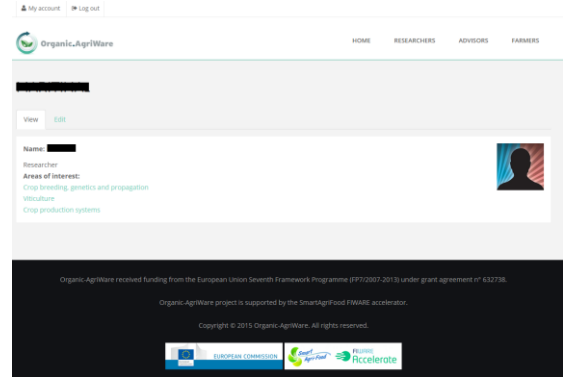 My account Log out
Organic.AgriWare
HOME RESEARCHERS ADVISORS FARMERS
View Edit
Name:
Researcher
Areas of interest:
Crop breeding, genetics and propagation
Viticulture
Crop production systems
Organic-AgriWare received funding from the European Union Seventh Framework Programme (FP7/2007-2013) under grant agreement n° 632738.
Organic-AgriWare project is supported by the SmartAgriFood FIWARE accelerator.
Copyright © 2015 Organic-AgriWare. All rights reserved.
EUROPEAN COMMISSION
Smart
Agri-Food
FIWARE
Accelerate